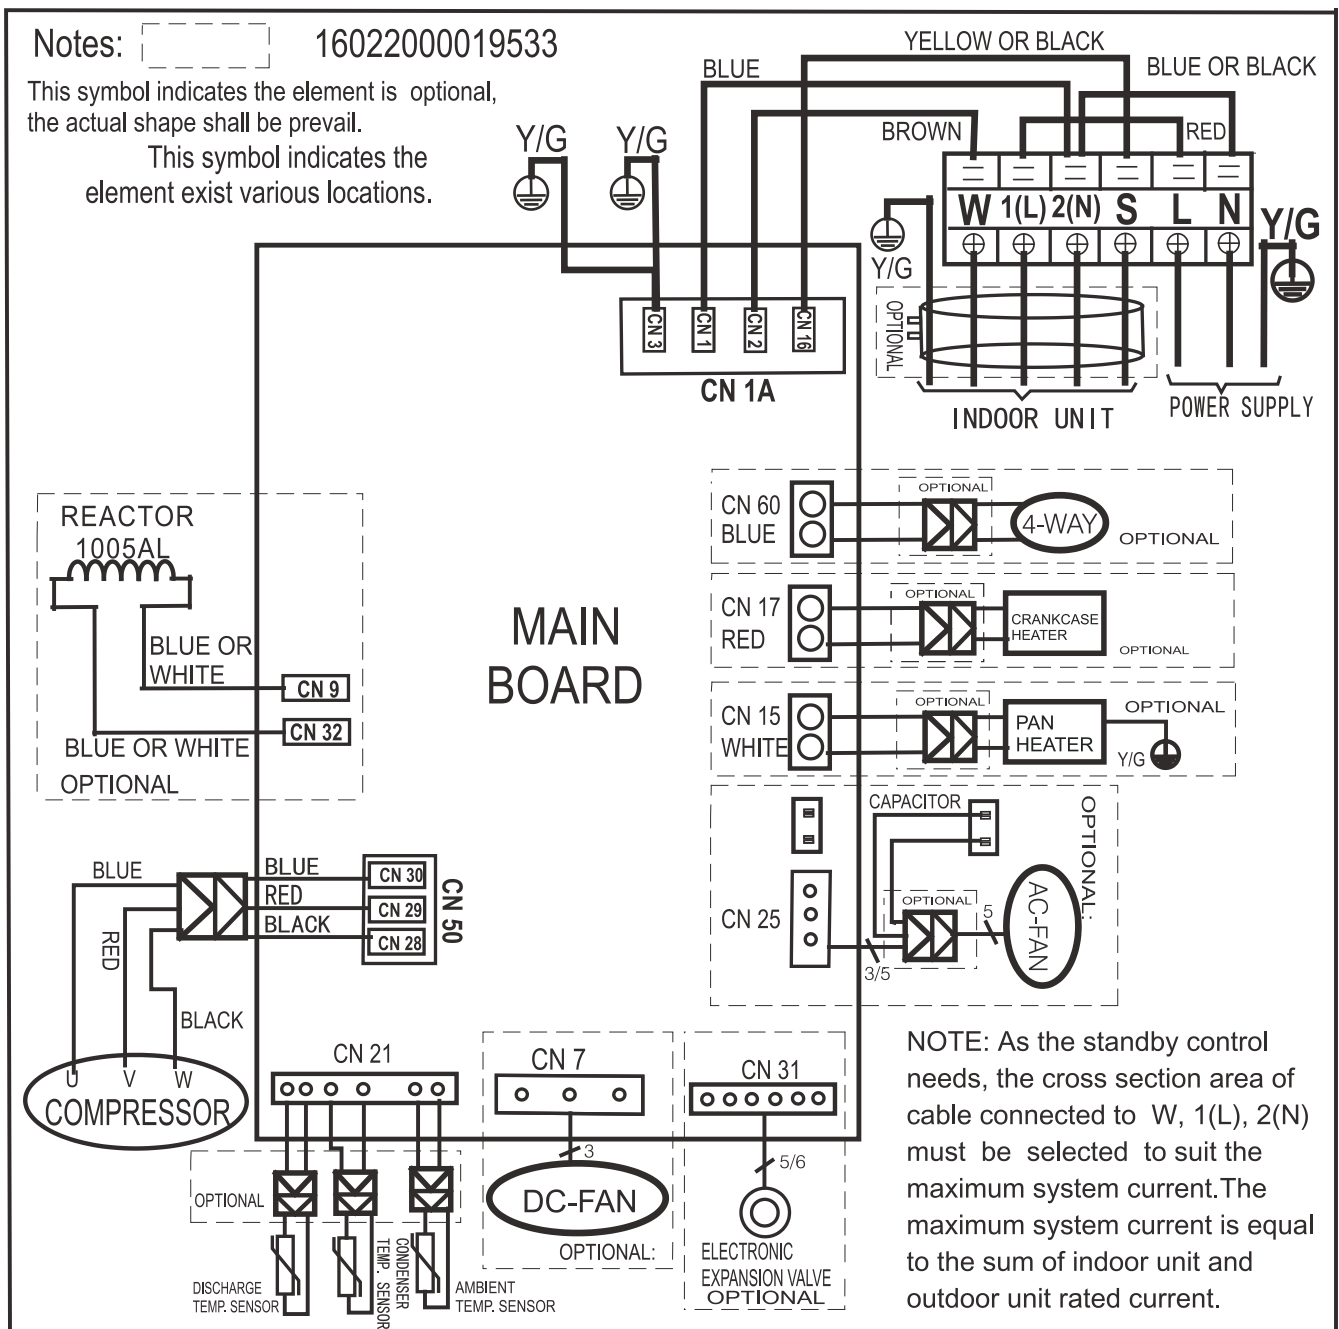 Notes:
16022000019533
This symbol indicates the element is optional,
the actual shape shall be prevail.
This symbol indicates the
element exist various locations.
YELLOW OR BLACK
BLUE
BLUE OR BLACK
BROWN
RED
Y/G
Y/G
W 1(L) 2(N) S L N
Y/G
Y/G
OPTIONAL
CN 3
CN 1
CN 2
CN 16
CN 1A
INDOOR UNIT
POWER SUPPLY
REACTOR
1005AL
BLUE OR
WHITE
CN 9
CN 32
BLUE OR WHITE
OPTIONAL
MAIN
BOARD
CN 60
BLUE
OPTIONAL
4-WAY
OPTIONAL
CN 17
RED
OPTIONAL
CRANKCASE
HEATER
OPTIONAL
CN 15
WHITE
OPTIONAL
PAN
HEATER
OPTIONAL
Y/G
CAPACITOR
OPTIONAL:
CN 25
OPTIONAL
3/5
5
AC-FAN
BLUE
RED
BLACK
BLUE
RED
BLACK
CN 30
CN 29
CN 28
CN 50
U V W
COMPRESSOR
CN 21
OPTIONAL
DISCHARGE
TEMP. SENSOR
CONDENSER
TEMP. SENSOR
AMBIENT
TEMP. SENSOR
CN 7
3
DC-FAN
OPTIONAL:
CN 31
5/6
ELECTRONIC
EXPANSION VALVE
OPTIONAL
NOTE: As the standby control
needs, the cross section area of
cable connected to W, 1(L), 2(N)
must be selected to suit the
maximum system current.The
maximum system current is equal
to the sum of indoor unit and
outdoor unit rated current.